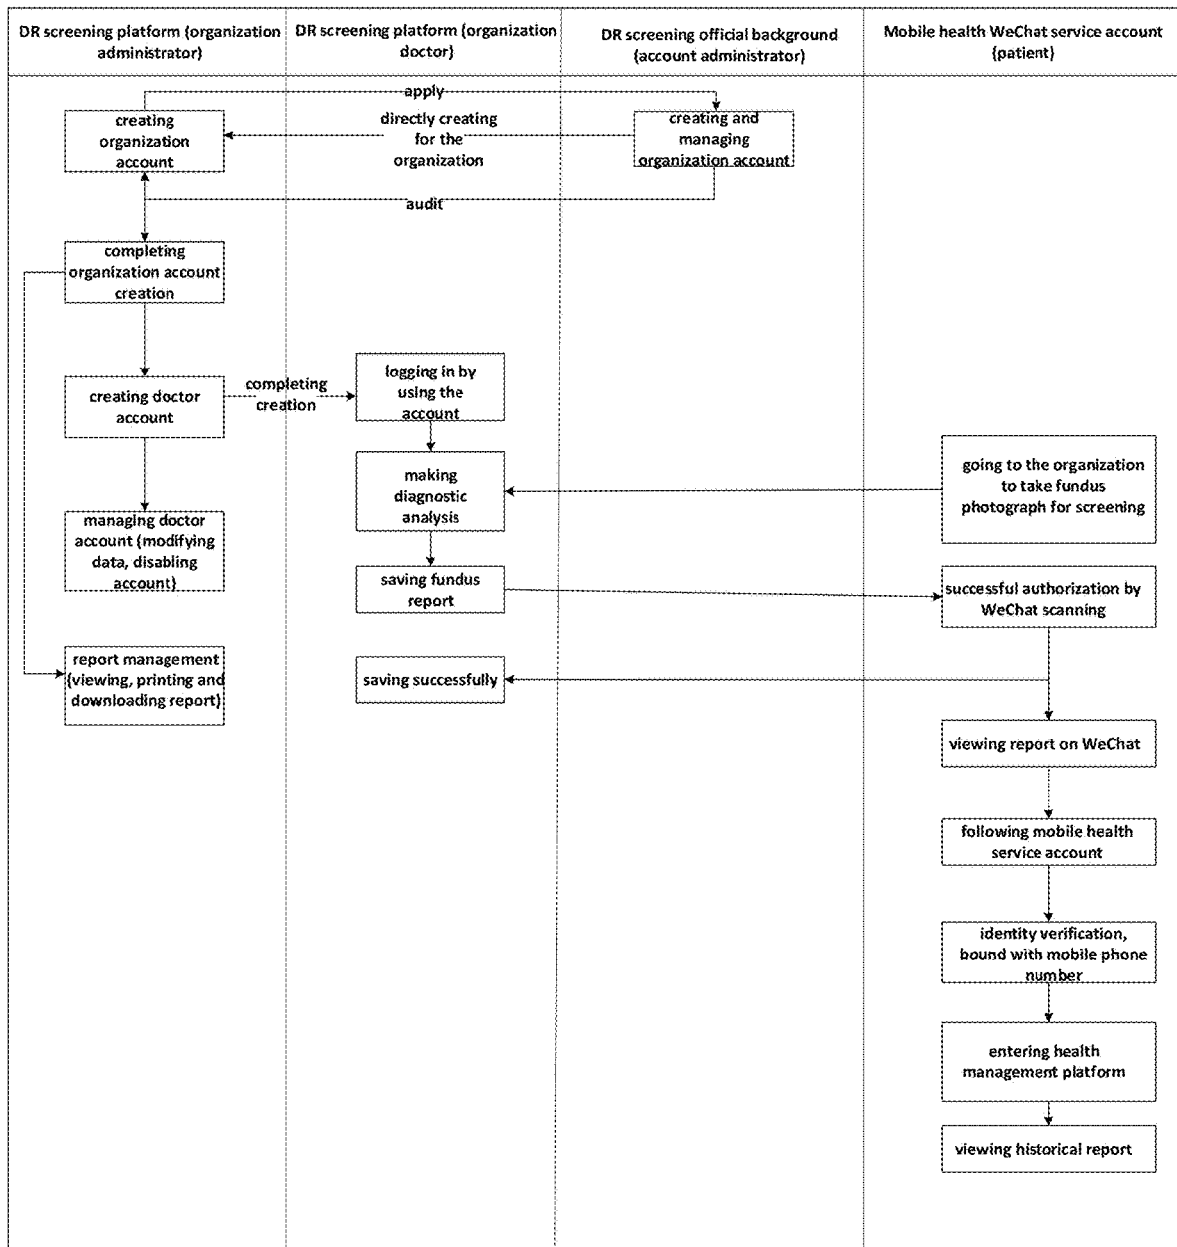 DR screening platform (organization
administrator)
DR screening platform (organization
doctor)
DR screening official background
(account administrator)
Mobile health WeChat service account
(patient)
apply
creating
organization
account
directly creating
for the
organization
creating and
managing
organization account
audit
completing
organization account
creation
creating doctor
account
completing
creation
logging in by
using the
account
making
diagnostic
analysis
going to the organization
to take fundus
photograph for screening
managing doctor
account (modifying
data, disabling
account)
saving fundus
report
successful authorization by
WeChat scanning
report management
(viewing, printing and
downloading report)
saving successfully
viewing report on WeChat
following mobile health
service account
identity verification,
bound with mobile phone
number
entering health
management platform
viewing historical report